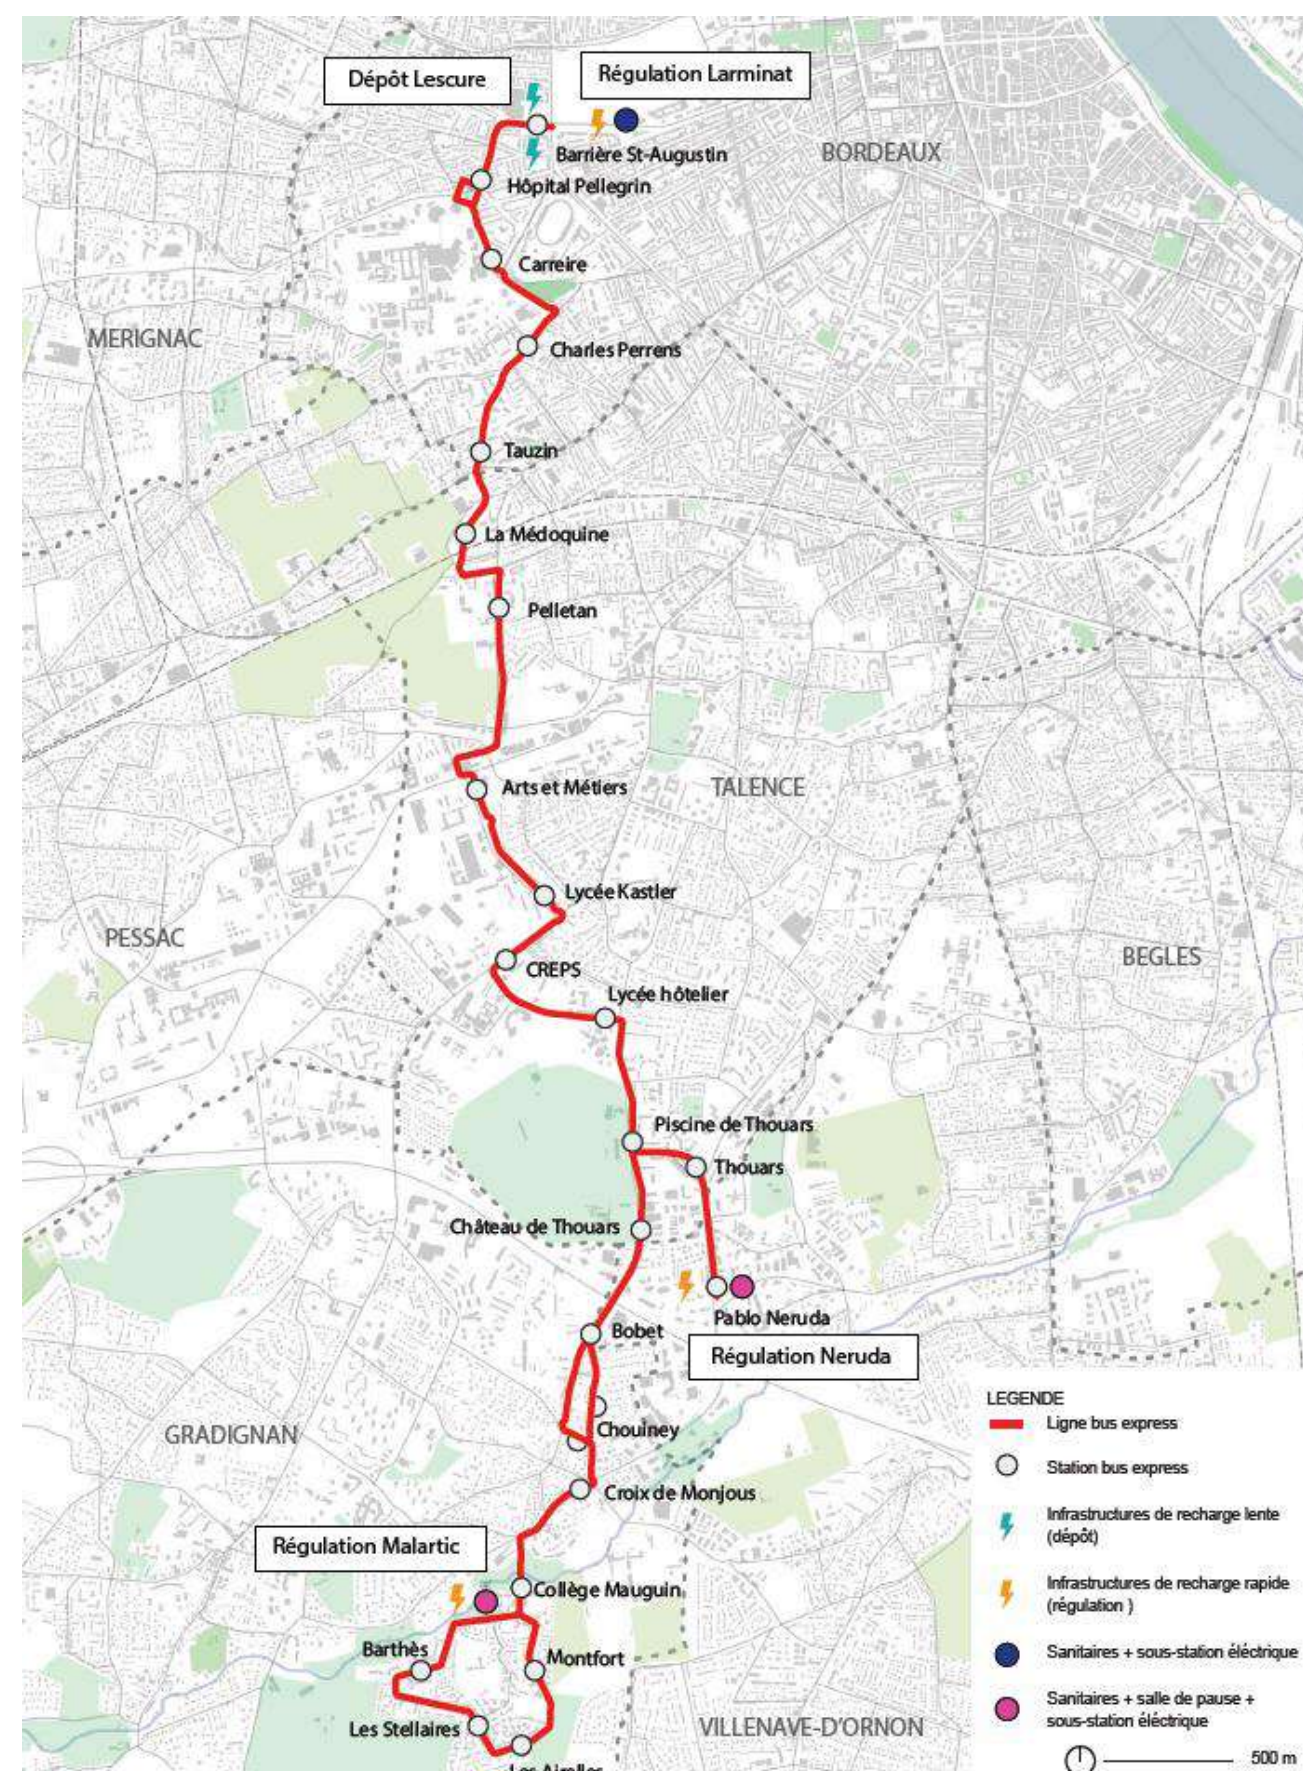 Dépôt Lescure
Régulation Larminat
Barrière St-Augustin
BORDEAUX
Hôpital Pellegrin
Carreire
MERIGNAC
Charles Perrens
Tauzin
La Médoquine
Pelletan
Arts et Métiers
TALENCE
Lycée Kastler
PESSAC
BEGLES
CREPS
Lycée hôtelier
Piscine de Thouars
Thouars
Château de Thouars
Pablo Neruda
Bobet
Régulation Neruda
GRADIGNAN
Chouiney
Croix de Monjous
Régulation Malartic
Collège Mauguin
Barthès
Montfort
Les Stellaires
VILLENAVE-D'ORNON
Les Airelles
LEGENDE
Ligne bus express
Station bus express
Infrastructures de recharge lente
(dépôt)
Infrastructures de recharge rapide
(régulation )
Sanitaires + sous-station éléctrique
Sanitaires + salle de pause +
sous-station éléctrique
500 m